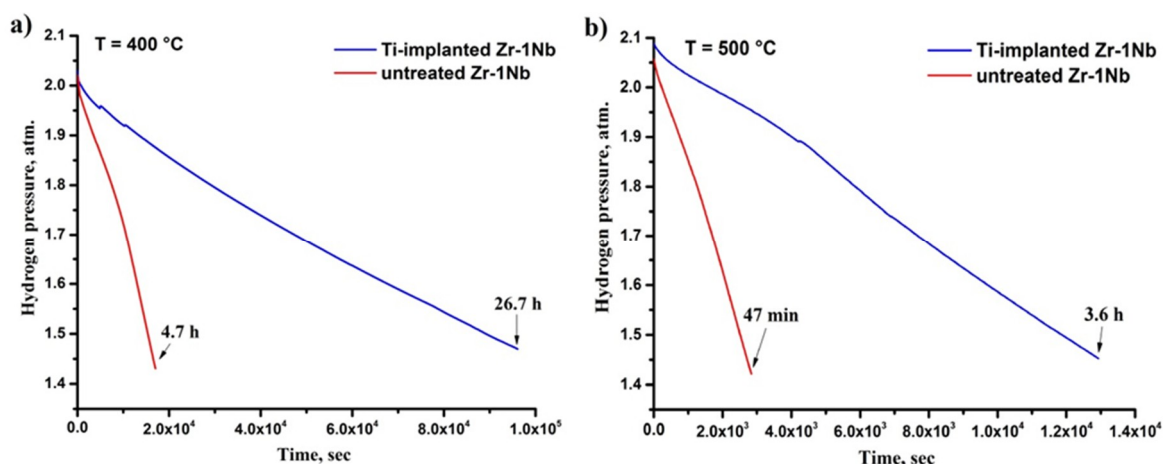 a)
T = 400 °C
Ti-implanted Zr-1Nb
untreated Zr-1Nb
Hydrogen pressure, atm.
2.1
2.0
1.9
1.8
1.7
1.6
1.5
1.4
26.7 h
4.7 h
0.0 2.0x10⁴ 4.0x10⁴ 6.0x10⁴ 8.0x10⁴ 1.0x10⁵
Time, sec
b)
T = 500 °C
Ti-implanted Zr-1Nb
untreated Zr-1Nb
Hydrogen pressure, atm.
2.1
2.0
1.9
1.8
1.7
1.6
1.5
1.4
47 min
3.6 h
0.0 2.0x10³ 4.0x10³ 6.0x10³ 8.0x10³ 1.0x10⁴ 1.2x10⁴ 1.4x10⁴
Time, sec